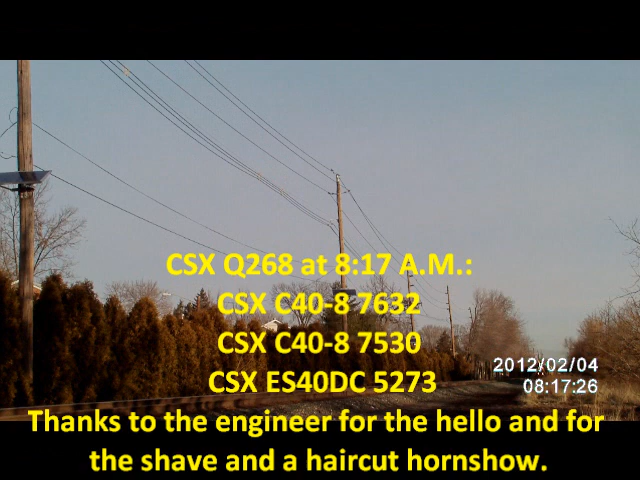 CSX Q268 at 8:17 A.M.:
CSX C40-8 7632
CSX C40-8 7530
CSX ES40DC 5273
2012/02/04
08:17:26
Thanks to the engineer for the hello and for
the shave and a haircut hornshow.